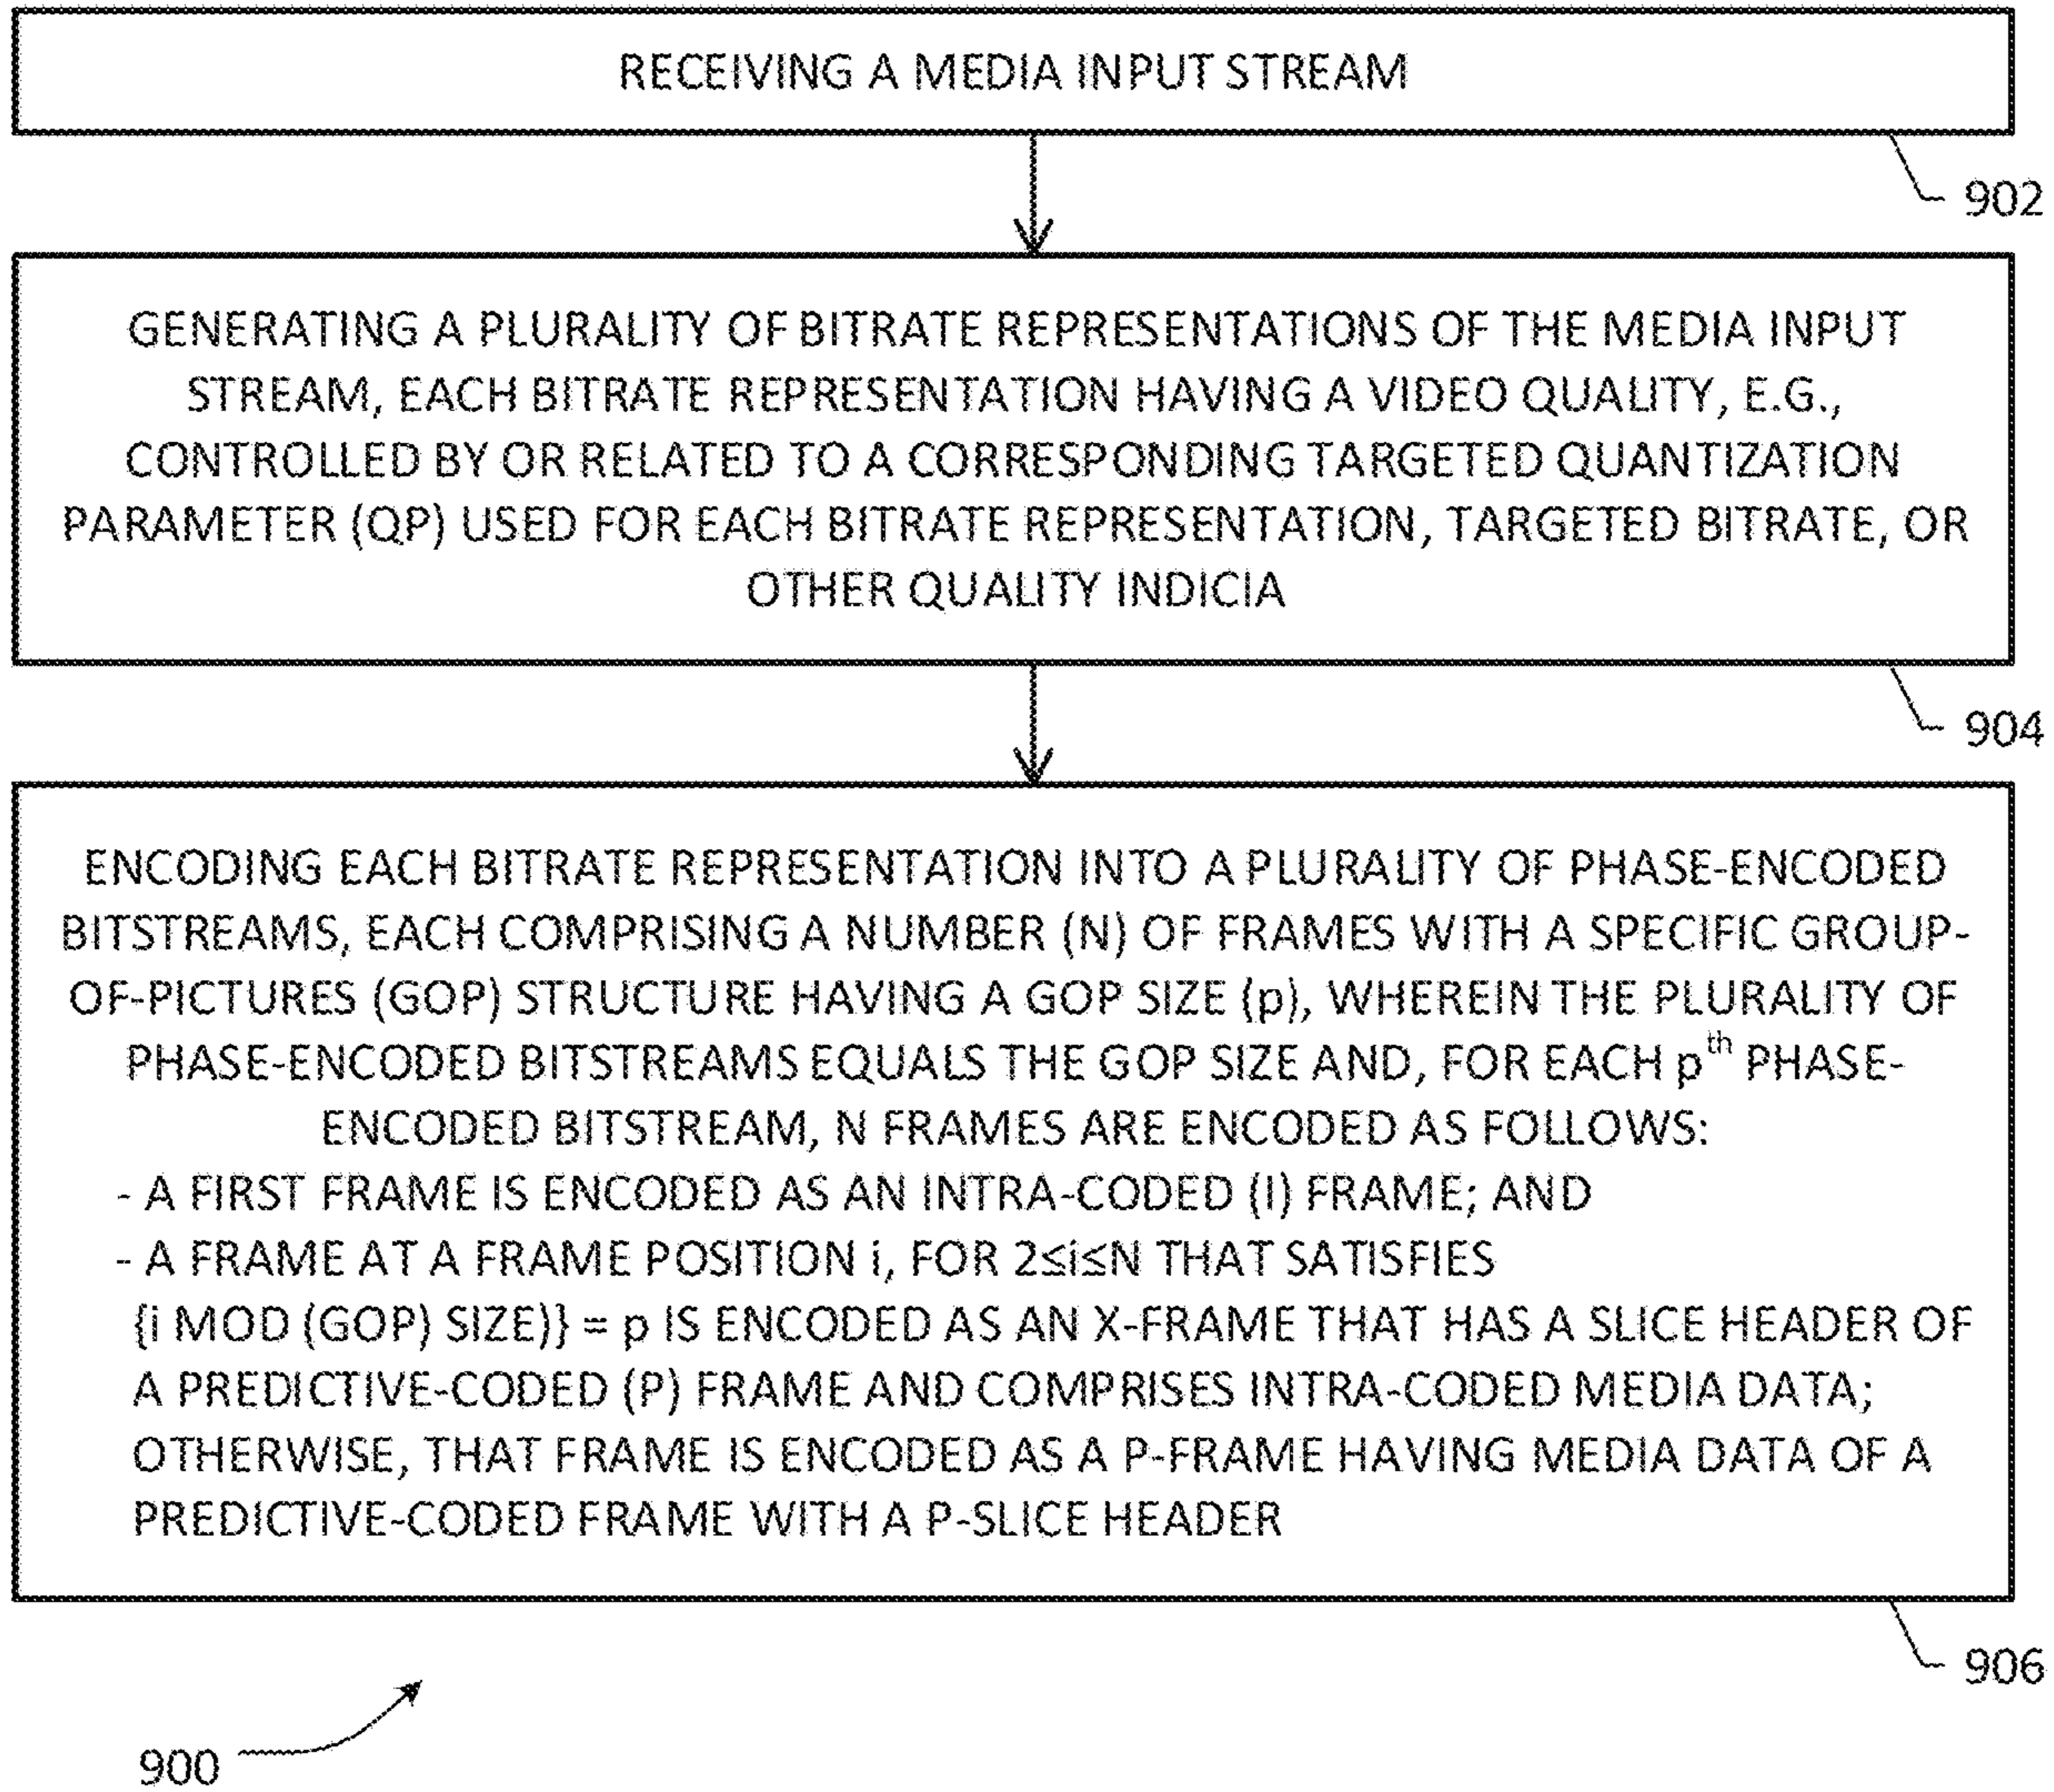 RECEIVING A MEDIA INPUT STREAM
902
GENERATING A PLURALITY OF BITRATE REPRESENTATIONS OF THE MEDIA INPUT
STREAM, EACH BITRATE REPRESENTATION HAVING A VIDEO QUALITY, E.G.,
CONTROLLED BY OR RELATED TO A CORRESPONDING TARGETED QUANTIZATION
PARAMETER (QP) USED FOR EACH BITRATE REPRESENTATION, TARGETED BITRATE, OR
OTHER QUALITY INDICIA
904
ENCODING EACH BITRATE REPRESENTATION INTO A PLURALITY OF PHASE-ENCODED
BITSTREAMS, EACH COMPRISING A NUMBER (N) OF FRAMES WITH A SPECIFIC GROUP-
OF-PICTURES (GOP) STRUCTURE HAVING A GOP SIZE (p), WHEREIN THE PLURALITY OF
PHASE-ENCODED BITSTREAMS EQUALS THE GOP SIZE AND, FOR EACH pth PHASE-
ENCODED BITSTREAM, N FRAMES ARE ENCODED AS FOLLOWS:
- A FIRST FRAME IS ENCODED AS AN INTRA-CODED (I) FRAME; AND
- A FRAME AT A FRAME POSITION i, FOR 2≤i≤N THAT SATISFIES
{i MOD (GOP) SIZE)} = p IS ENCODED AS AN X-FRAME THAT HAS A SLICE HEADER OF
A PREDICTIVE-CODED (P) FRAME AND COMPRISES INTRA-CODED MEDIA DATA;
OTHERWISE, THAT FRAME IS ENCODED AS A P-FRAME HAVING MEDIA DATA OF A
PREDICTIVE-CODED FRAME WITH A P-SLICE HEADER
906
900